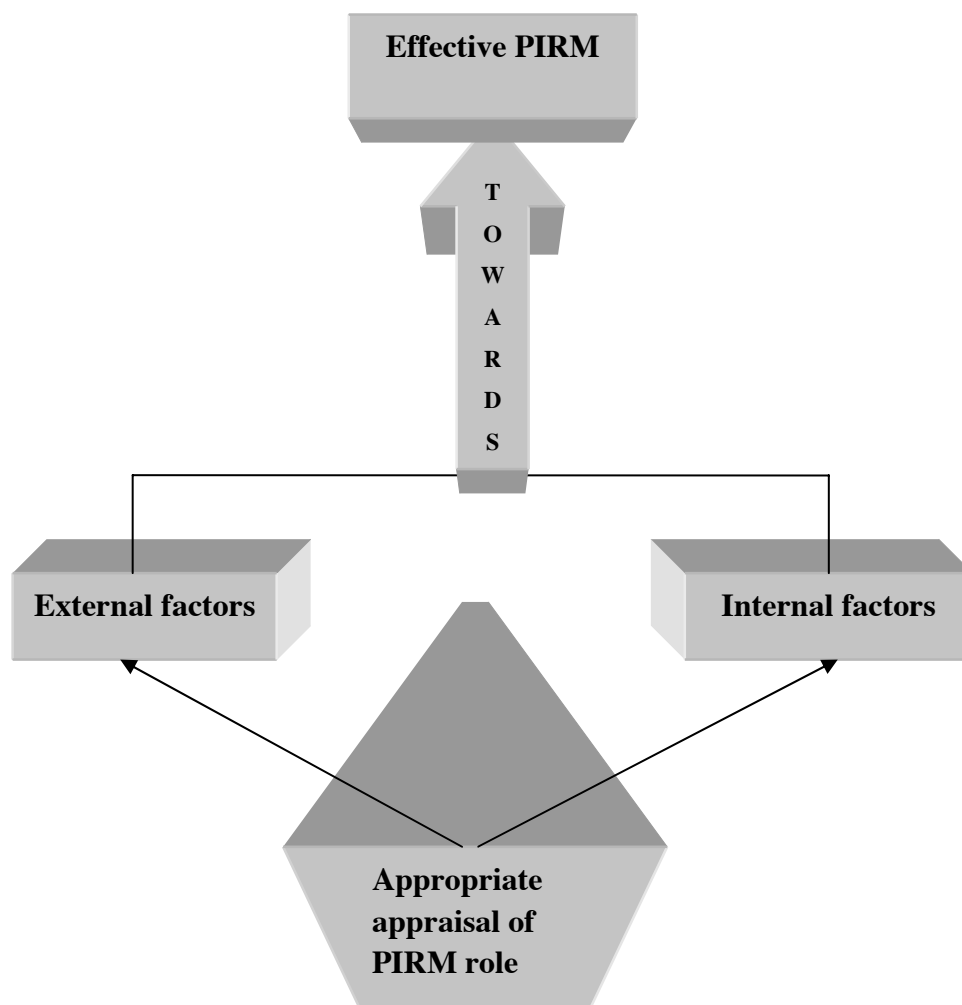 Effective PIRM
T
O
W
A
R
D
S
External factors
Internal factors
Appropriate
appraisal of
PIRM role